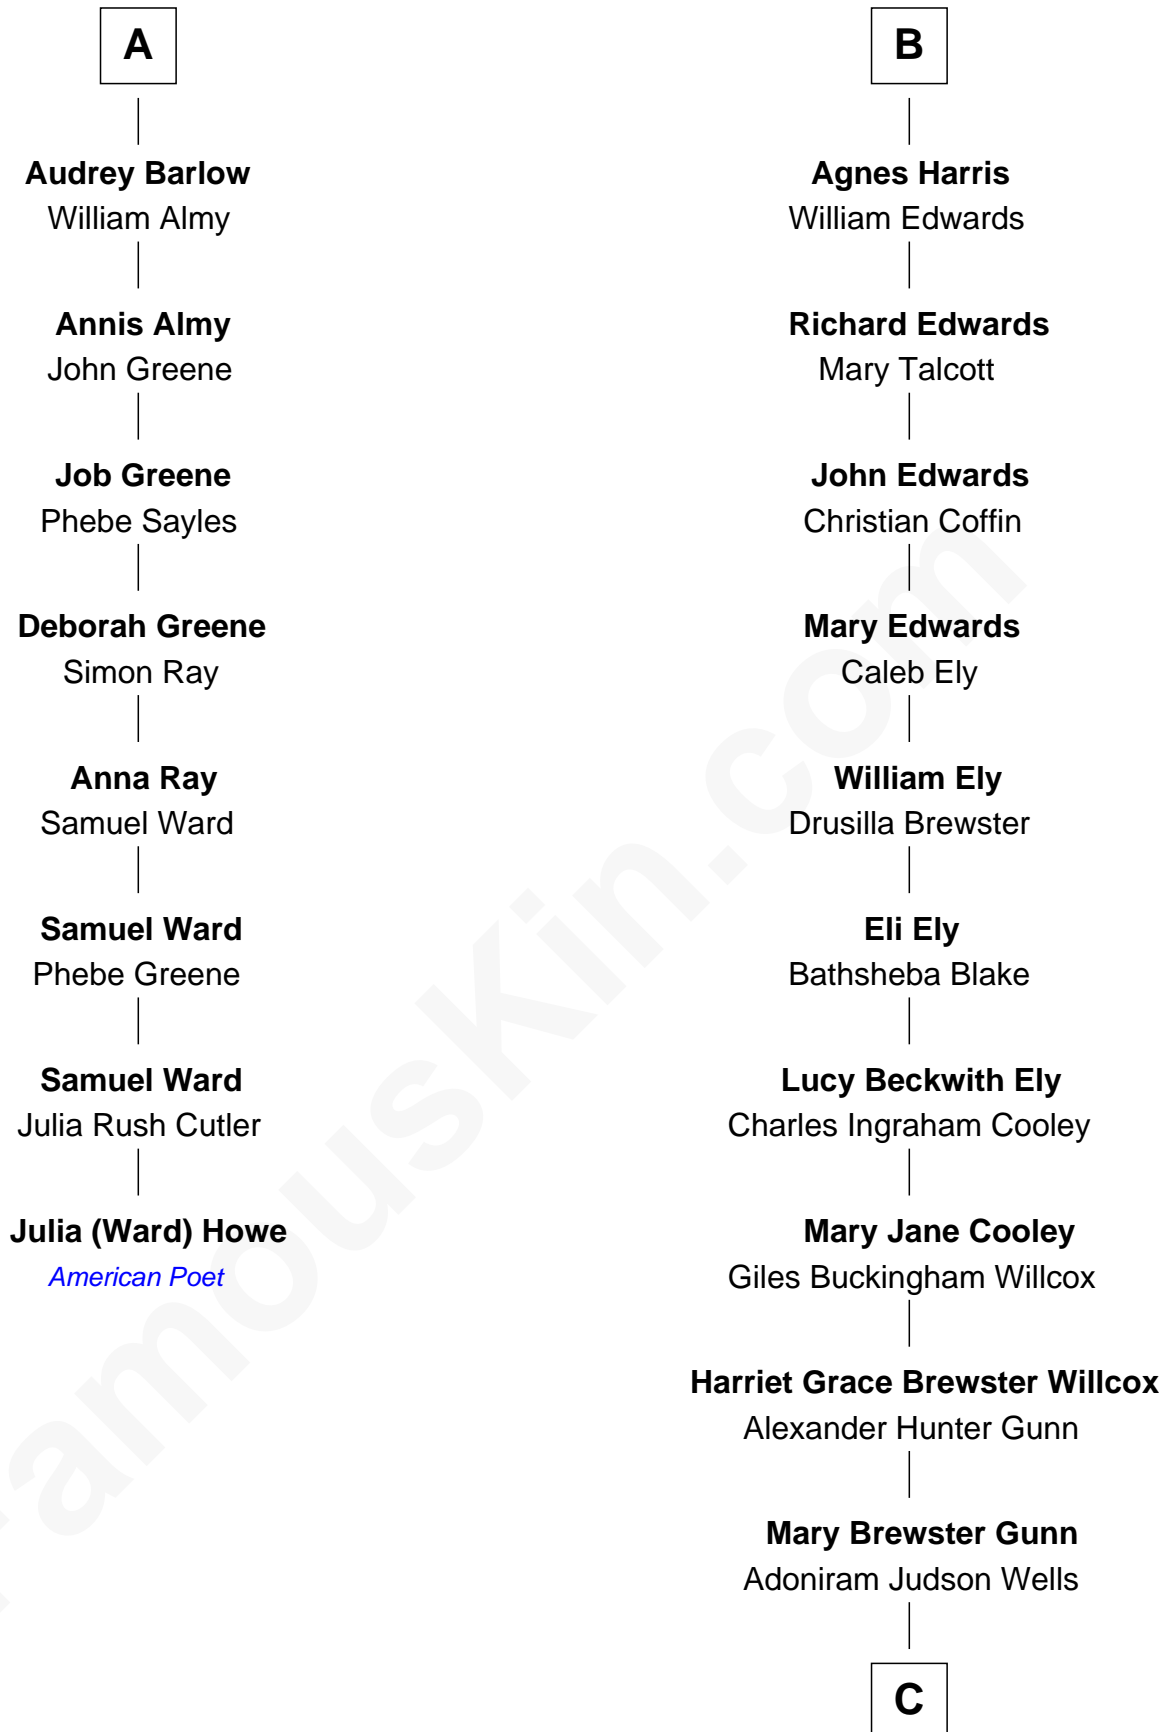 A
Audrey Barlow
William Almy
Annis Almy
John Greene
Job Greene
Phebe Sayles
Deborah Greene
Simon Ray
Anna Ray
Samuel Ward
Samuel Ward
Phebe Greene
Samuel Ward
Julia Rush Cutler
Julia (Ward) Howe
American Poet
B
Agnes Harris
William Edwards
Richard Edwards
Mary Talcott
John Edwards
Christian Coffin
Mary Edwards
Caleb Ely
William Ely
Drusilla Brewster
Eli Ely
Bathsheba Blake
Lucy Beckwith Ely
Charles Ingraham Cooley
Mary Jane Cooley
Giles Buckingham Willcox
Harriet Grace Brewster Willcox
Alexander Hunter Gunn
Mary Brewster Gunn
Adoniram Judson Wells
C
FamousKin.com